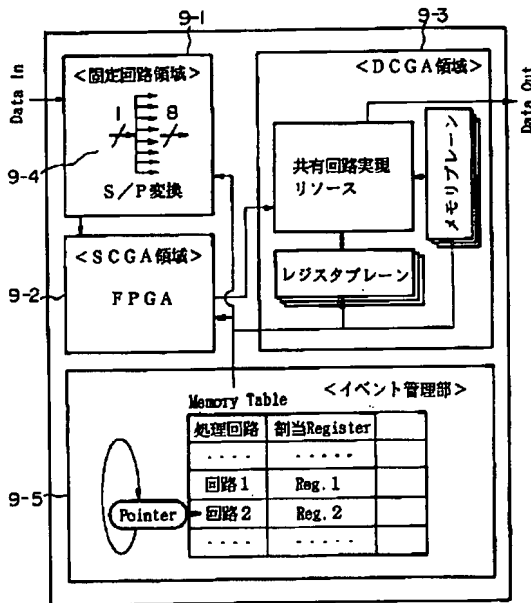 9-1
9-3
Data In
<固定回路領域>
1
8
9-4
S/P変換
<DCGA領域>
Data Out
共有回路実現
リソース
メモリプレーン
レジスタプレーン
<SCGA領域>
FPGA
9-2
<イベント管理部>
Memory Table
処理回路 割当Register
.... .....
回路1 Reg.1
回路2 Reg.2
.... .....
Pointer
9-5